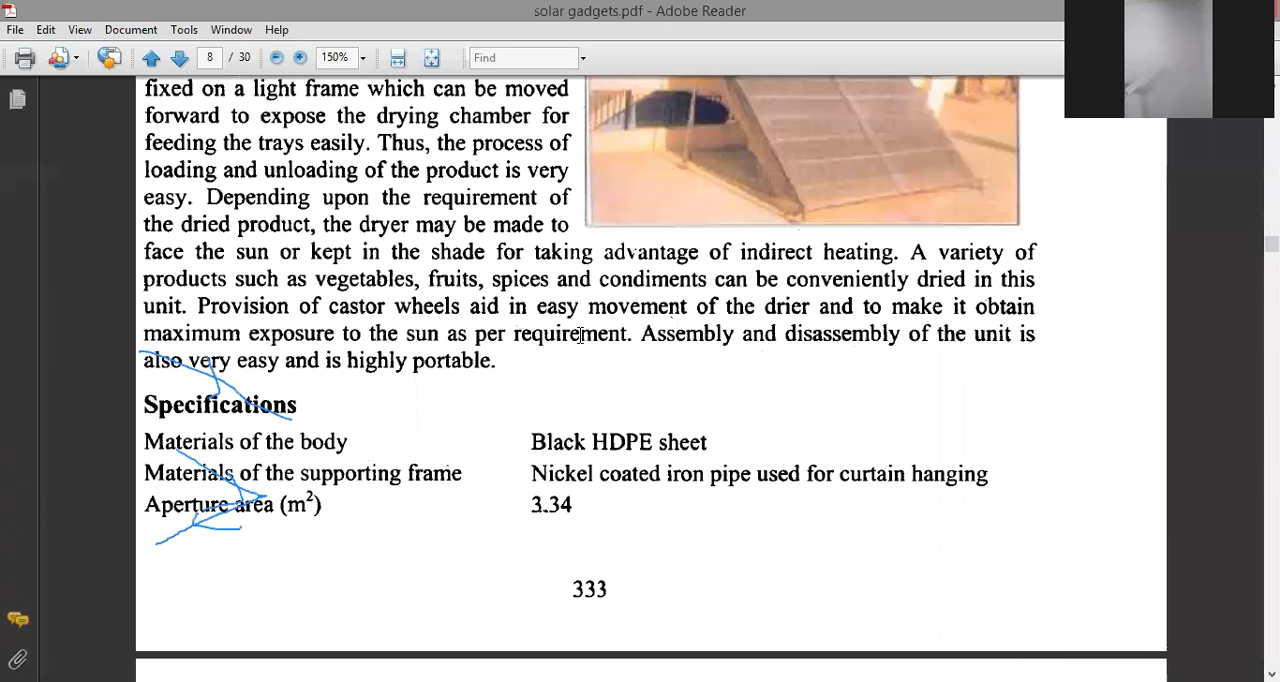 solar gadgets.pdf - Adobe Reader
File Edit View Document Tools Window Help
8 / 30 150% Find
fixed on a light frame which can be moved
forward to expose the drying chamber for
feeding the trays easily. Thus, the process of
loading and unloading of the product is very
easy. Depending upon the requirement of
the dried product, the dryer may be made to
face the sun or kept in the shade for taking advantage of indirect heating. A variety of
products such as vegetables, fruits, spices and condiments can be conveniently dried in this
unit. Provision of castor wheels aid in easy movement of the drier and to make it obtain
maximum exposure to the sun as per requirement. Assembly and disassembly of the unit is
also very easy and is highly portable.
Specifications
Materials of the body Black HDPE sheet
Materials of the supporting frame Nickel coated iron pipe used for curtain hanging
Aperture area (m²) 3.34
333